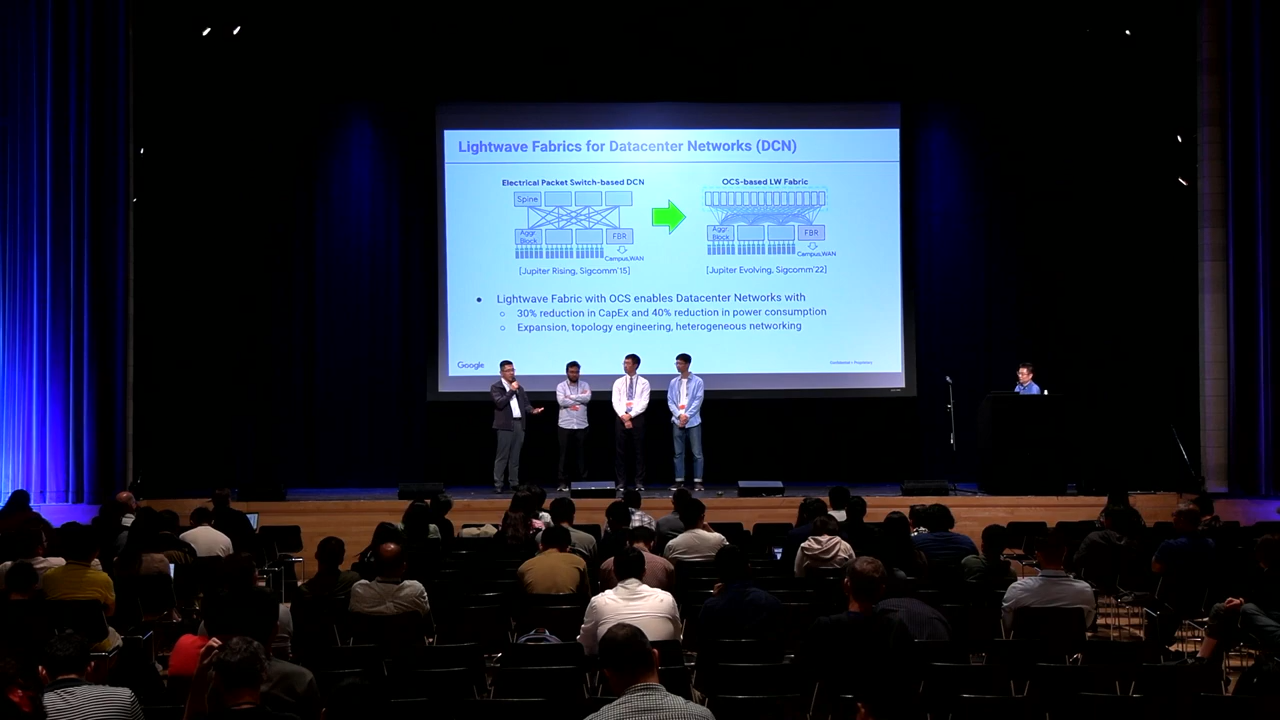 Lightwave Fabrics for Datacenter Networks (DCN)
Electrical Packet Switch-based DCN
Spine
Aggr.
Block
FBR
Campus,WAN
[Jupiter Rising, Sigcomm'15]
OCS-based LW Fabric
Aggr.
Block
FBR
Campus,WAN
[Jupiter Evolving, Sigcomm'22]
● Lightwave Fabric with OCS enables Datacenter Networks with
○ 30% reduction in CapEx and 40% reduction in power consumption
○ Expansion, topology engineering, heterogeneous networking
Google